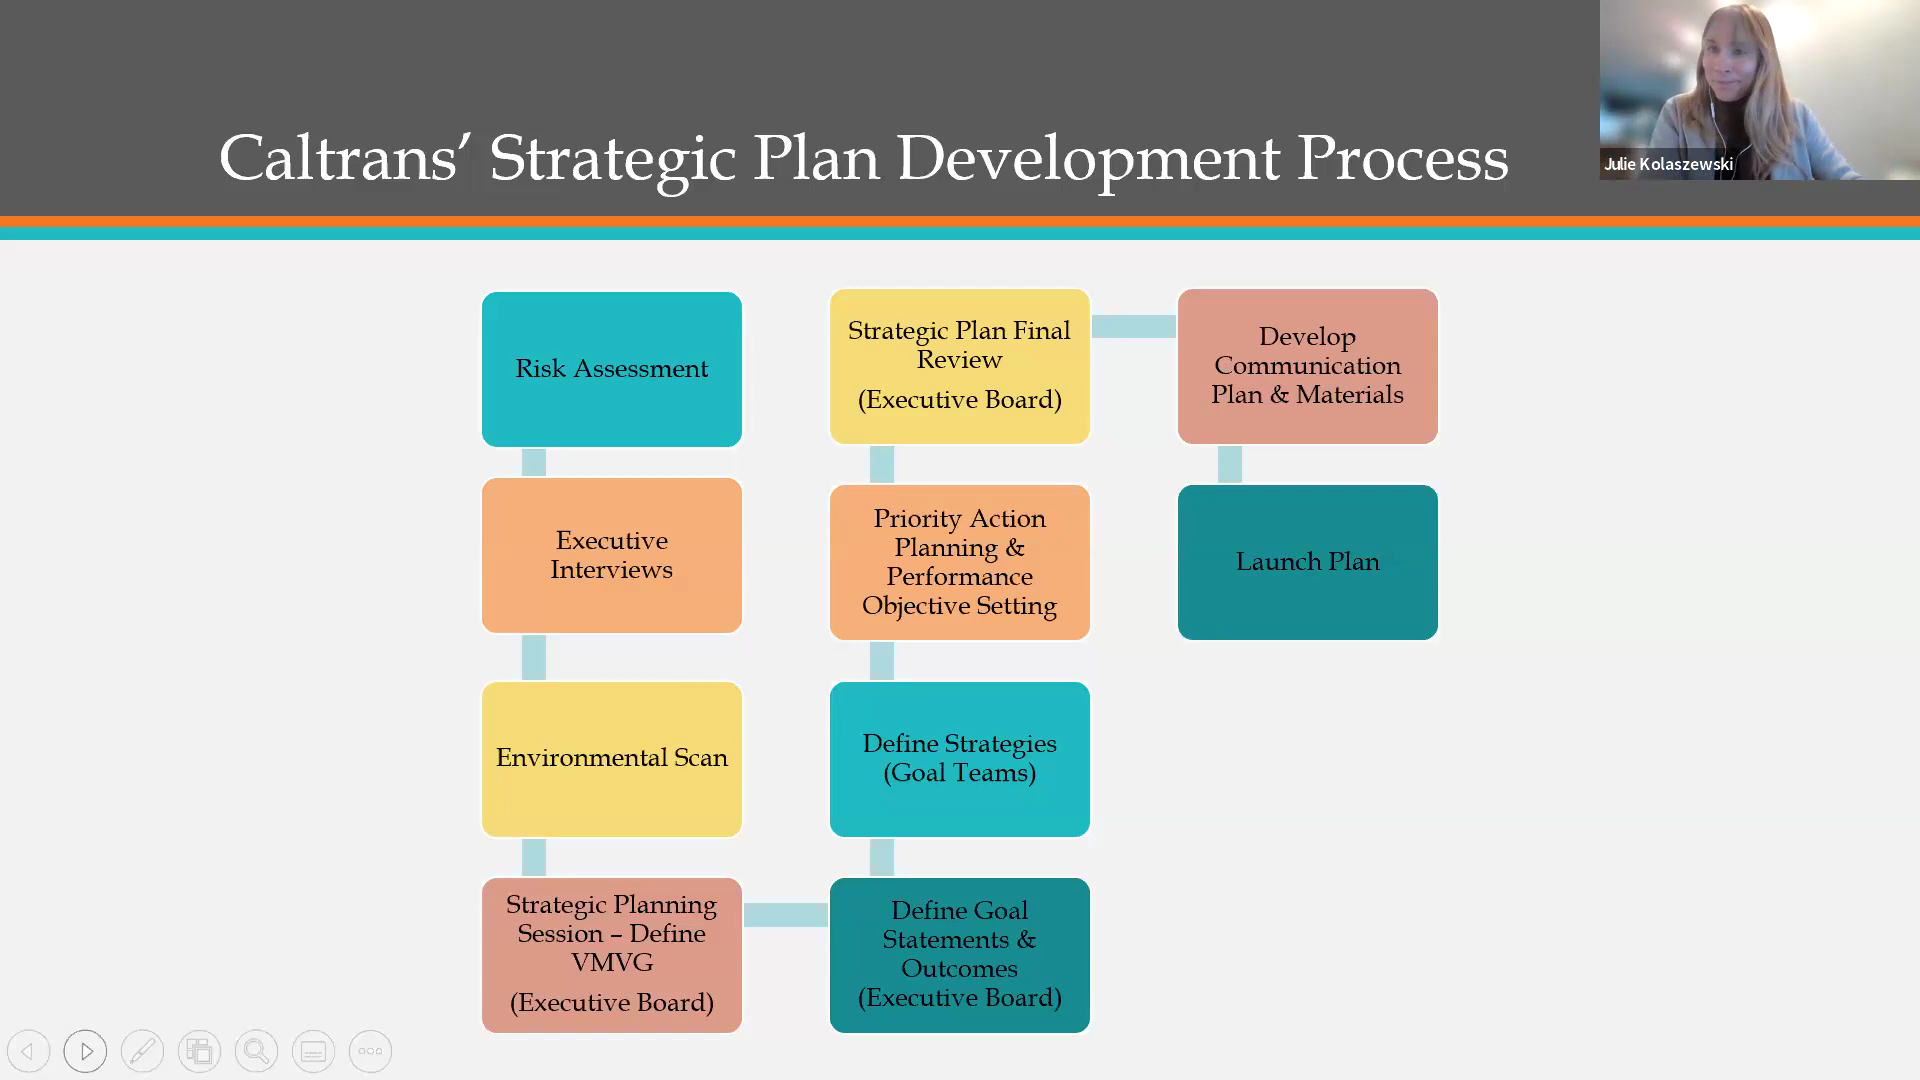 Caltrans’ Strategic Plan Development Process
Julie Kolaszewski
Risk Assessment
Executive
Interviews
Environmental Scan
Strategic Planning
Session – Define
VMVG
(Executive Board)
Define Goal
Statements &
Outcomes
(Executive Board)
Define Strategies
(Goal Teams)
Priority Action
Planning &
Performance
Objective Setting
Strategic Plan Final
Review
(Executive Board)
Develop
Communication
Plan & Materials
Launch Plan